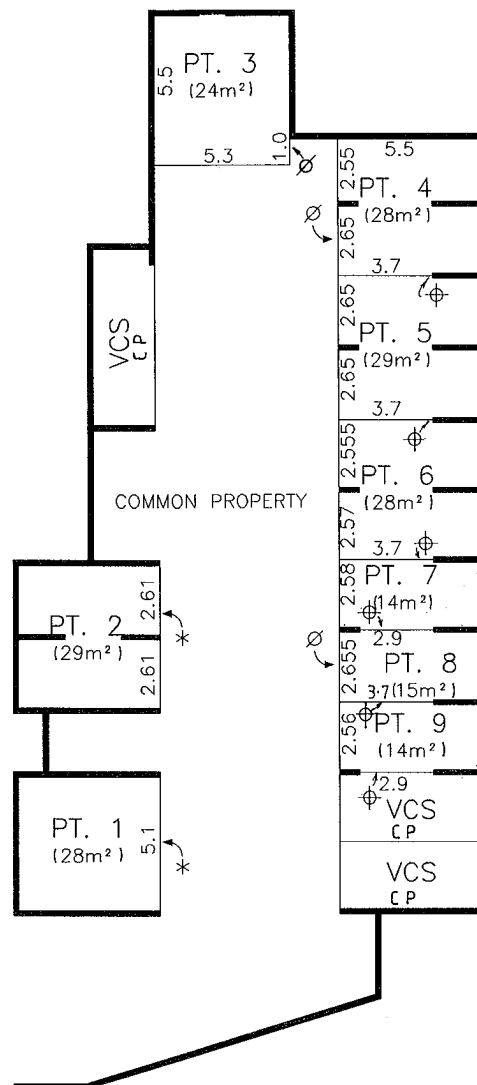 PT. 3
(24m²)
5.5
5.3
1.0
5.5
2.55
PT. 4
(28m²)
2.65
3.7
2.65
PT. 5
(29m²)
2.65
3.7
2.555
PT. 6
(28m²)
2.57
3.7
2.58
PT. 7
(14m²)
2.9
2.655
PT. 8
3.7(15m²)
2.56
PT. 9
(14m²)
2.9
VCS
CP
VCS
CP
VCS
CP
COMMON PROPERTY
2.61
PT. 2
(29m²)
2.61
PT. 1
(28m²)
5.1